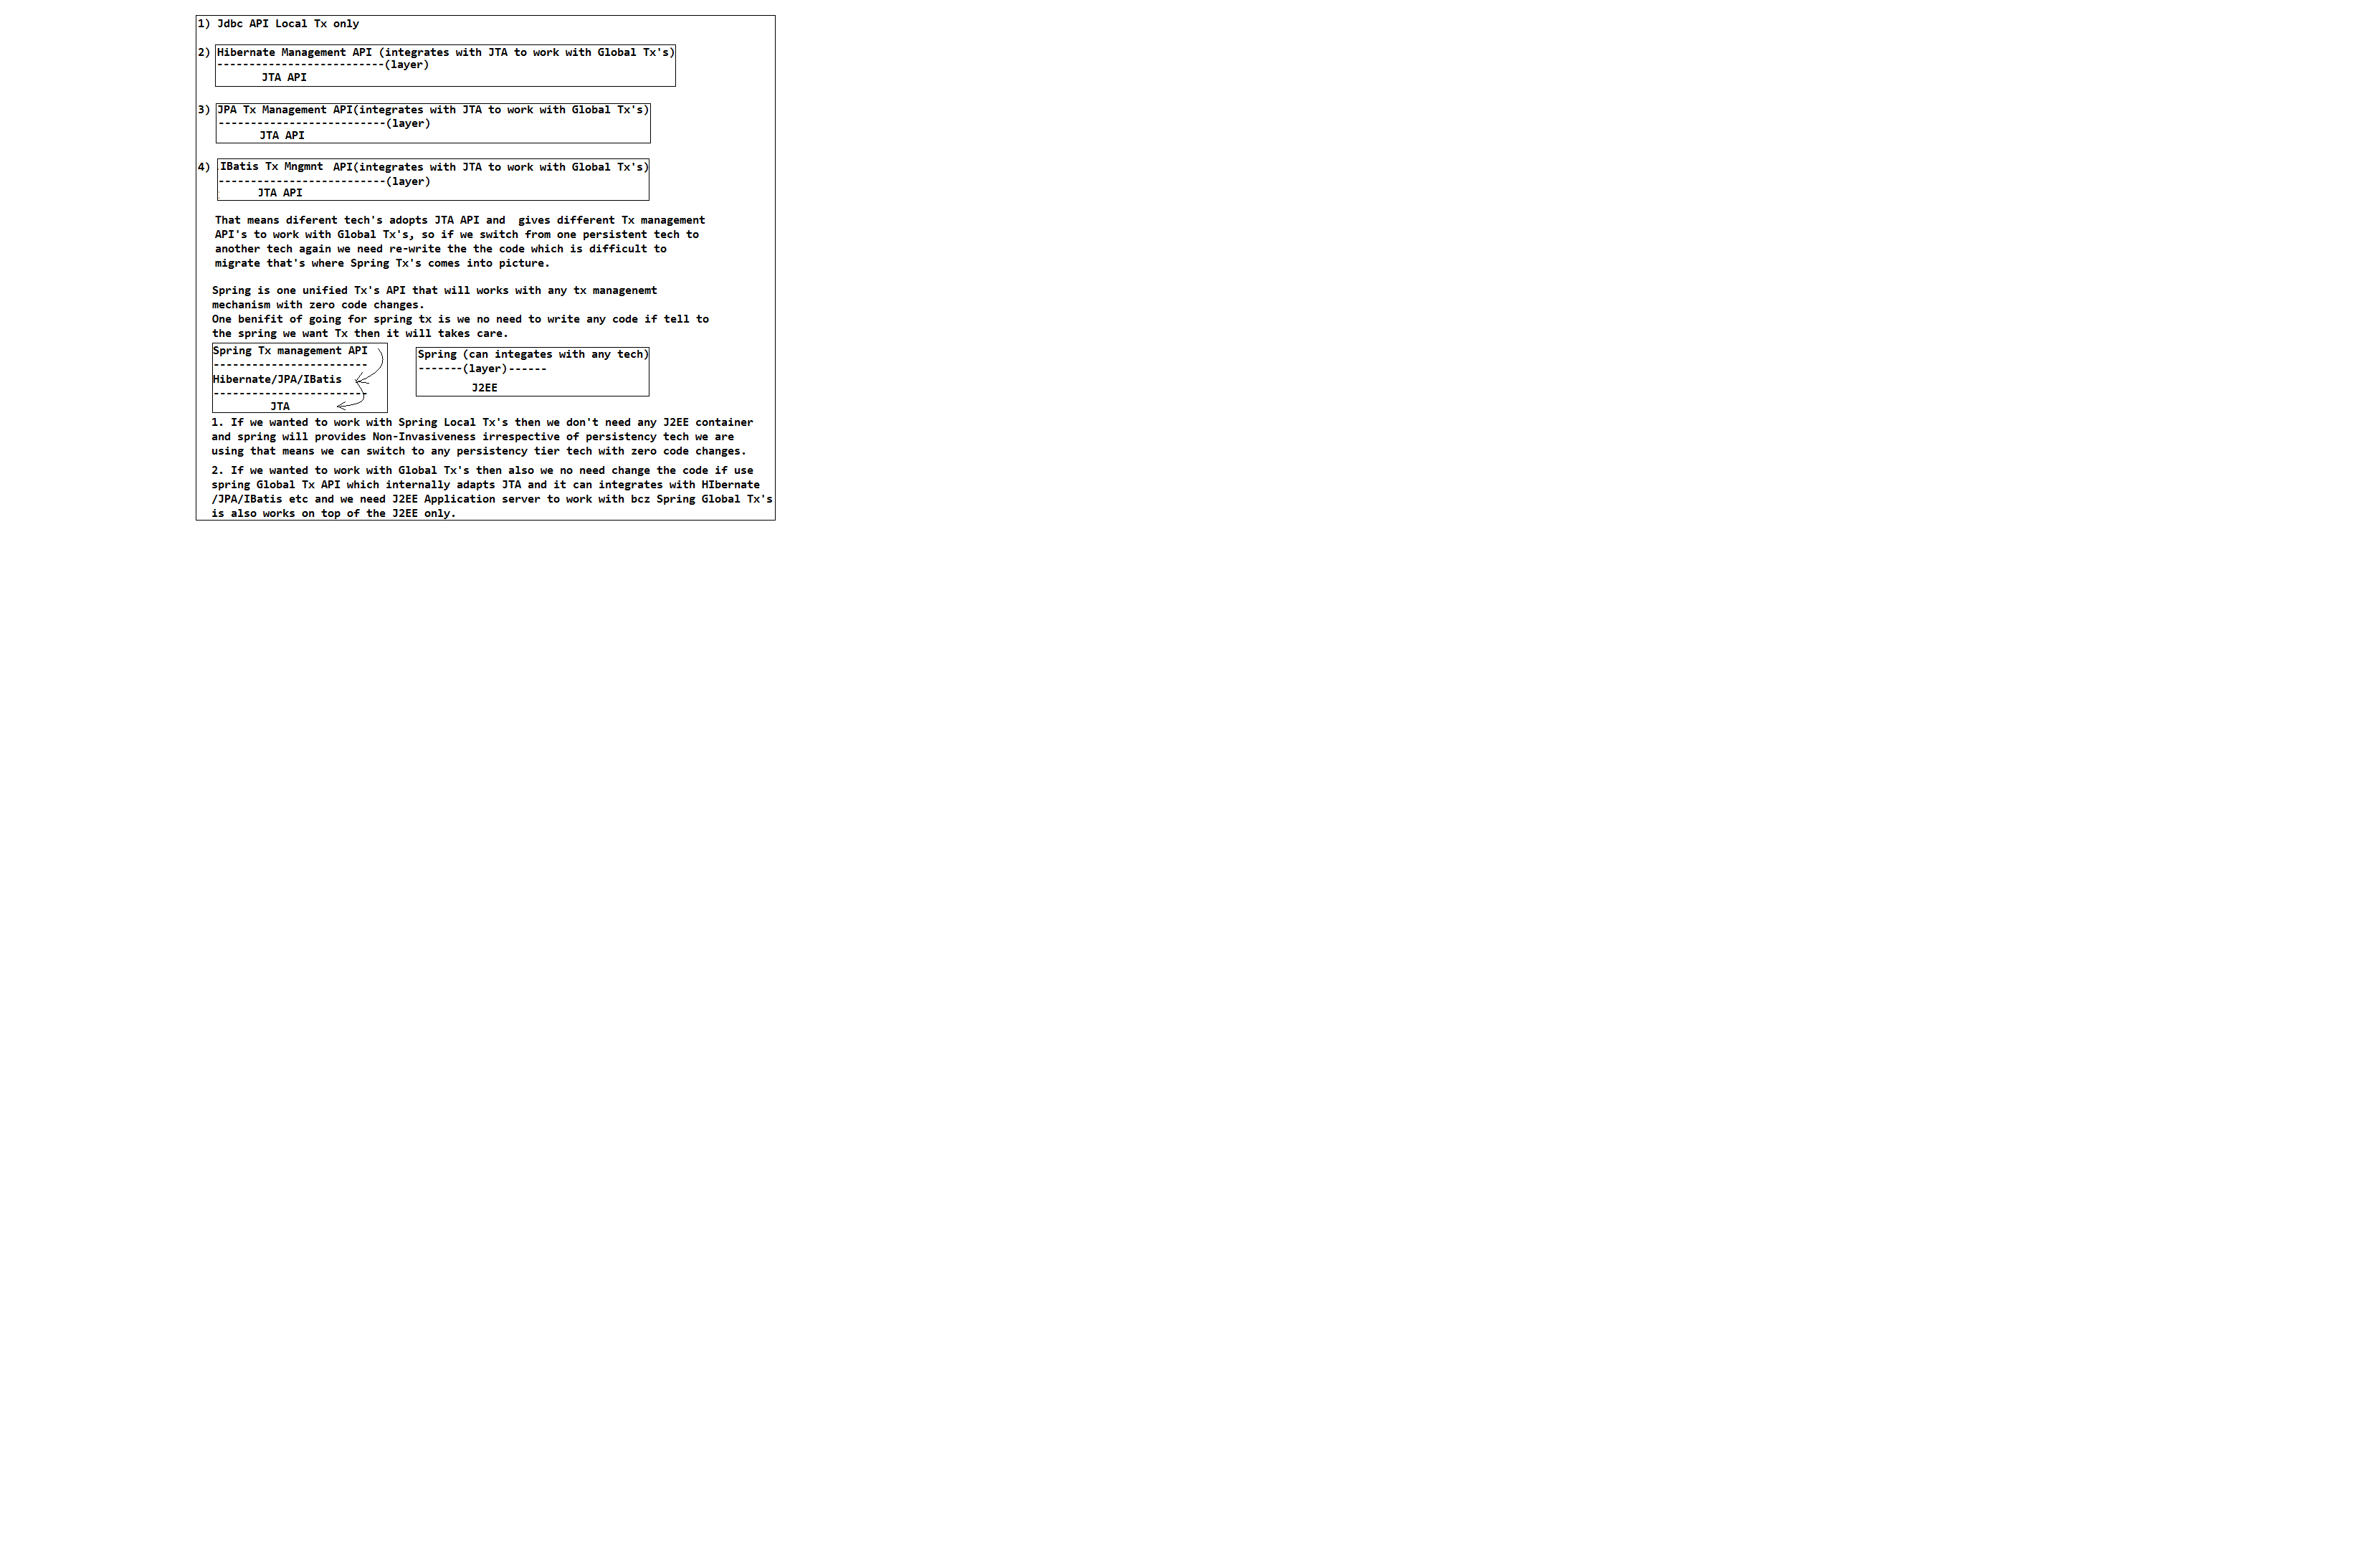 1) Jdbc API Local Tx only
2) Hibernate Management API (integrates with JTA to work with Global Tx's)
--------------------------(layer)
JTA API
3) JPA Tx Management API(integrates with JTA to work with Global Tx's)
--------------------------(layer)
JTA API
4) IBatis Tx Mngmnt API(integrates with JTA to work with Global Tx's)
--------------------------(layer)
JTA API
That means diferent tech's adopts JTA API and  gives different Tx management
API's to work with Global Tx's, so if we switch from one persistent tech to
another tech again we need re-write the the code which is difficult to
migrate that's where Spring Tx's comes into picture.
Spring is one unified Tx's API that will works with any tx managenemt
mechanism with zero code changes.
One benifit of going for spring tx is we no need to write any code if tell to
the spring we want Tx then it will takes care.
Spring Tx management API
------------------------
Hibernate/JPA/IBatis
------------------------
JTA
Spring (can integates with any tech)
-------(layer)------
J2EE
1. If we wanted to work with Spring Local Tx's then we don't need any J2EE container
and spring will provides Non-Invasiveness irrespective of persistency tech we are
using that means we can switch to any persistency tier tech with zero code changes.
2. If we wanted to work with Global Tx's then also we no need change the code if use
spring Global Tx API which internally adapts JTA and it can integrates with HIbernate
/JPA/IBatis etc and we need J2EE Application server to work with bcz Spring Global Tx's
is also works on top of the J2EE only.